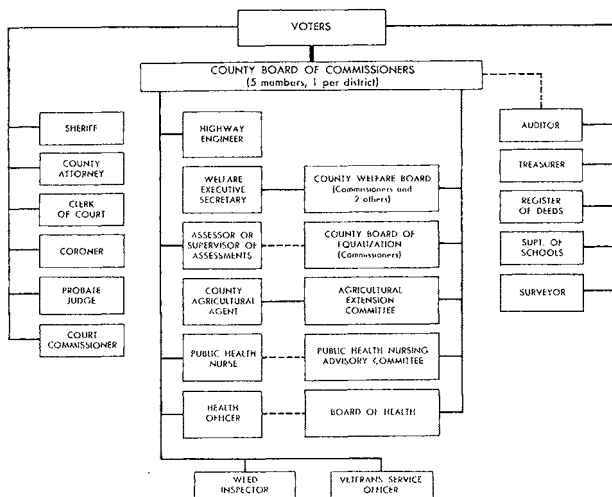 VOTERS
COUNTY BOARD OF COMMISSIONERS
(5 members, 1 per district)
SHERIFF
COUNTY
ATTORNEY
CLERK
OF COURT
CORONER
PROBATE
JUDGE
COURT
COMMISSIONER
HIGHWAY
ENGINEER
WELFARE
EXECUTIVE
SECRETARY
COUNTY WELFARE BOARD
(Commissioners and
2 others)
ASSESSOR OR
SUPERVISOR OF
ASSESSMENTS
COUNTY BOARD OF
EQUALIZATION
(Commissioners)
COUNTY
AGRICULTURAL
AGENT
AGRICULTURAL
EXTENSION
COMMITTEE
PUBLIC HEALTH
NURSE
PUBLIC HEALTH NURSING
ADVISORY COMMITTEE
HEALTH
OFFICER
BOARD OF HEALTH
AUDITOR
TREASURER
REGISTER
OF DEEDS
SUPT. OF
SCHOOLS
SURVEYOR
WEED
INSPECTOR
VETERANS SERVICE
OFFICER